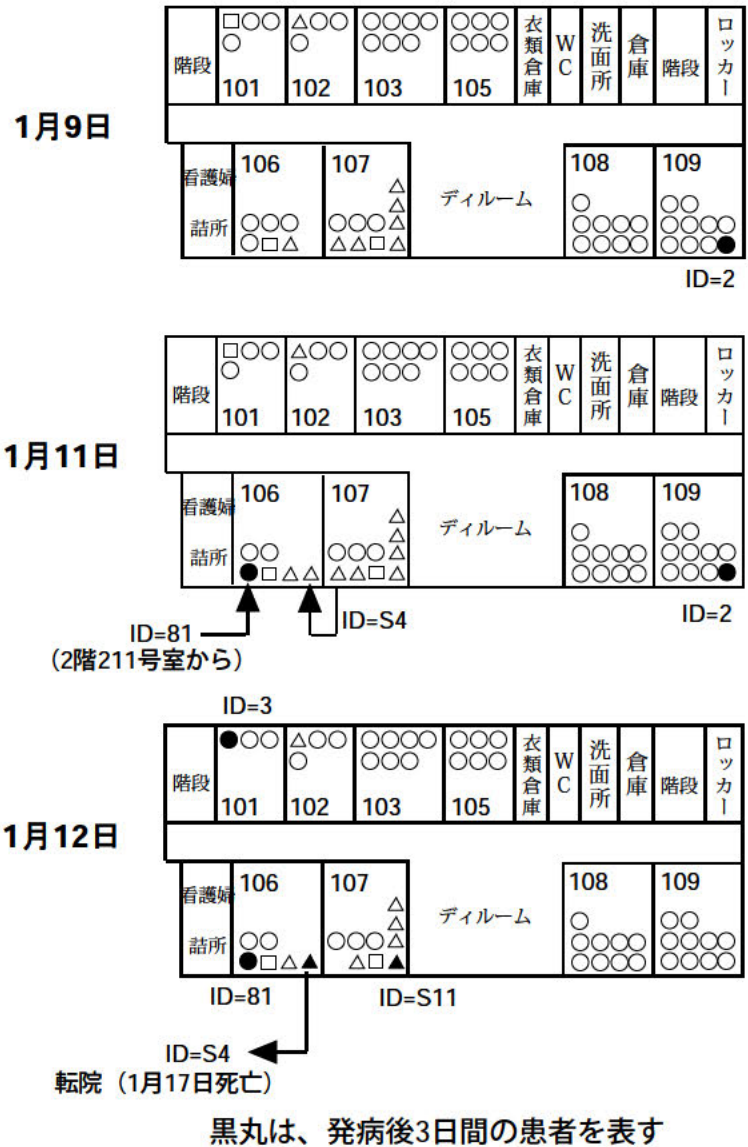 階段
101
102
103
105
衣類倉庫
WC
洗面所
倉庫
階段
ロッカー
1月9日
看護婦
詰所
106
107
ディルーム
108
109
ID=2
階段
101
102
103
105
衣類倉庫
WC
洗面所
倉庫
階段
ロッカー
1月11日
看護婦
詰所
106
107
ディルーム
108
109
ID=81
(2階211号室から)
ID=S4
ID=2
ID=3
階段
101
102
103
105
衣類倉庫
WC
洗面所
倉庫
階段
ロッカー
1月12日
看護婦
詰所
106
107
ディルーム
108
109
ID=81
ID=S11
ID=S4
転院(1月17日死亡)
黒丸は、発病後3日間の患者を表す